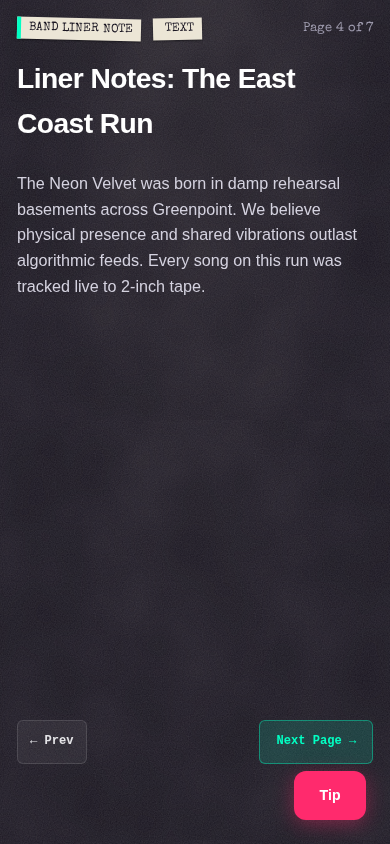 BAND LINER NOTE
TEXT
Page 4 of 7
Liner Notes: The East
Coast Run
The Neon Velvet was born in damp rehearsal
basements across Greenpoint. We believe
physical presence and shared vibrations outlast
algorithmic feeds. Every song on this run was
tracked live to 2-inch tape.
← Prev
Next Page →
Tip